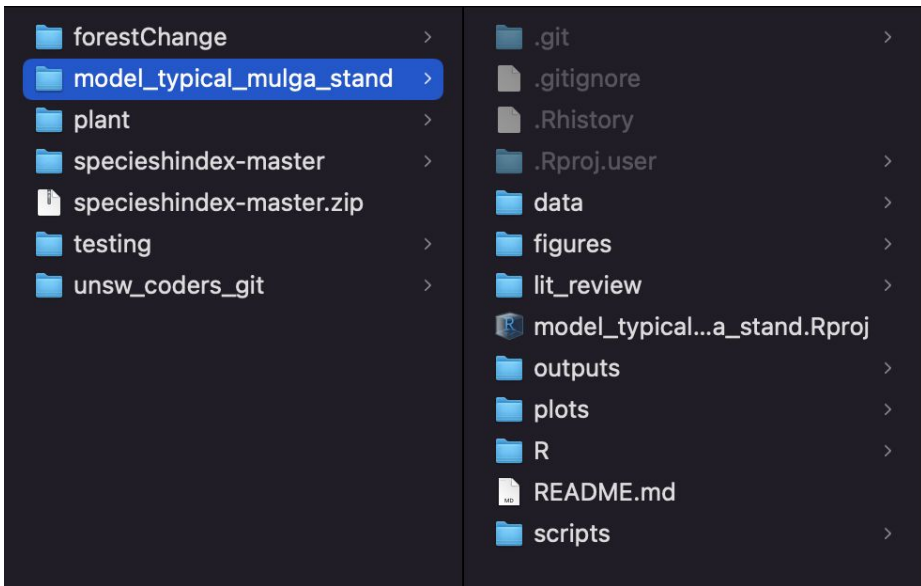 forestChange
model_typical_mulga_stand
plant
specieshindex-master
specieshindex-master.zip
testing
unsw_coders_git
.git
.gitignore
.Rhistory
.Rproj.user
data
figures
lit_review
R
model_typical...a_stand.Rproj
outputs
plots
R
MD
README.md
scripts